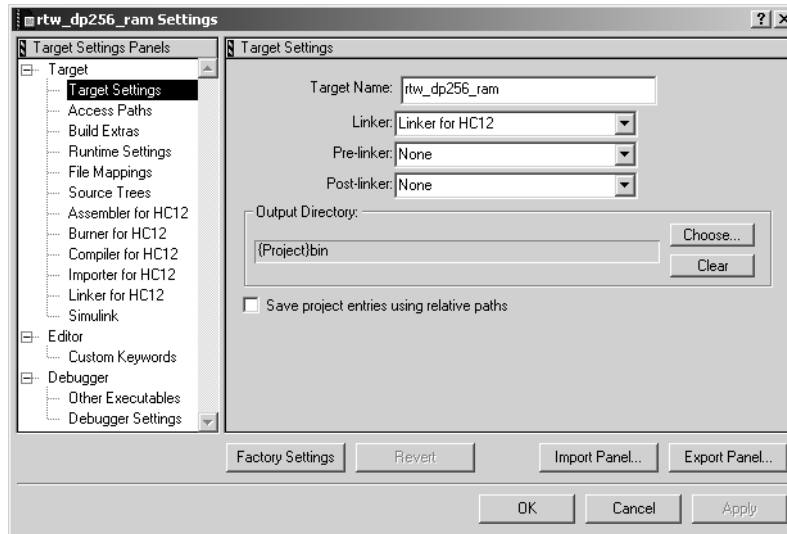 rtw_dp256_ram Settings
Target Settings Panels
Target
Target Settings
Access Paths
Build Extras
Runtime Settings
File Mappings
Source Trees
Assembler for HC12
Burner for HC12
Compiler for HC12
Importer for HC12
Linker for HC12
Simulink
Editor
Custom Keywords
Debugger
Other Executables
Debugger Settings
Target Settings
Target Name: rtw_dp256_ram
Linker: Linker for HC12
Pre-linker: None
Post-linker: None
Output Directory:
{Project}bin
Choose...
Clear
Save project entries using relative paths
Factory Settings Revert Import Panel... Export Panel...
OK Cancel Apply